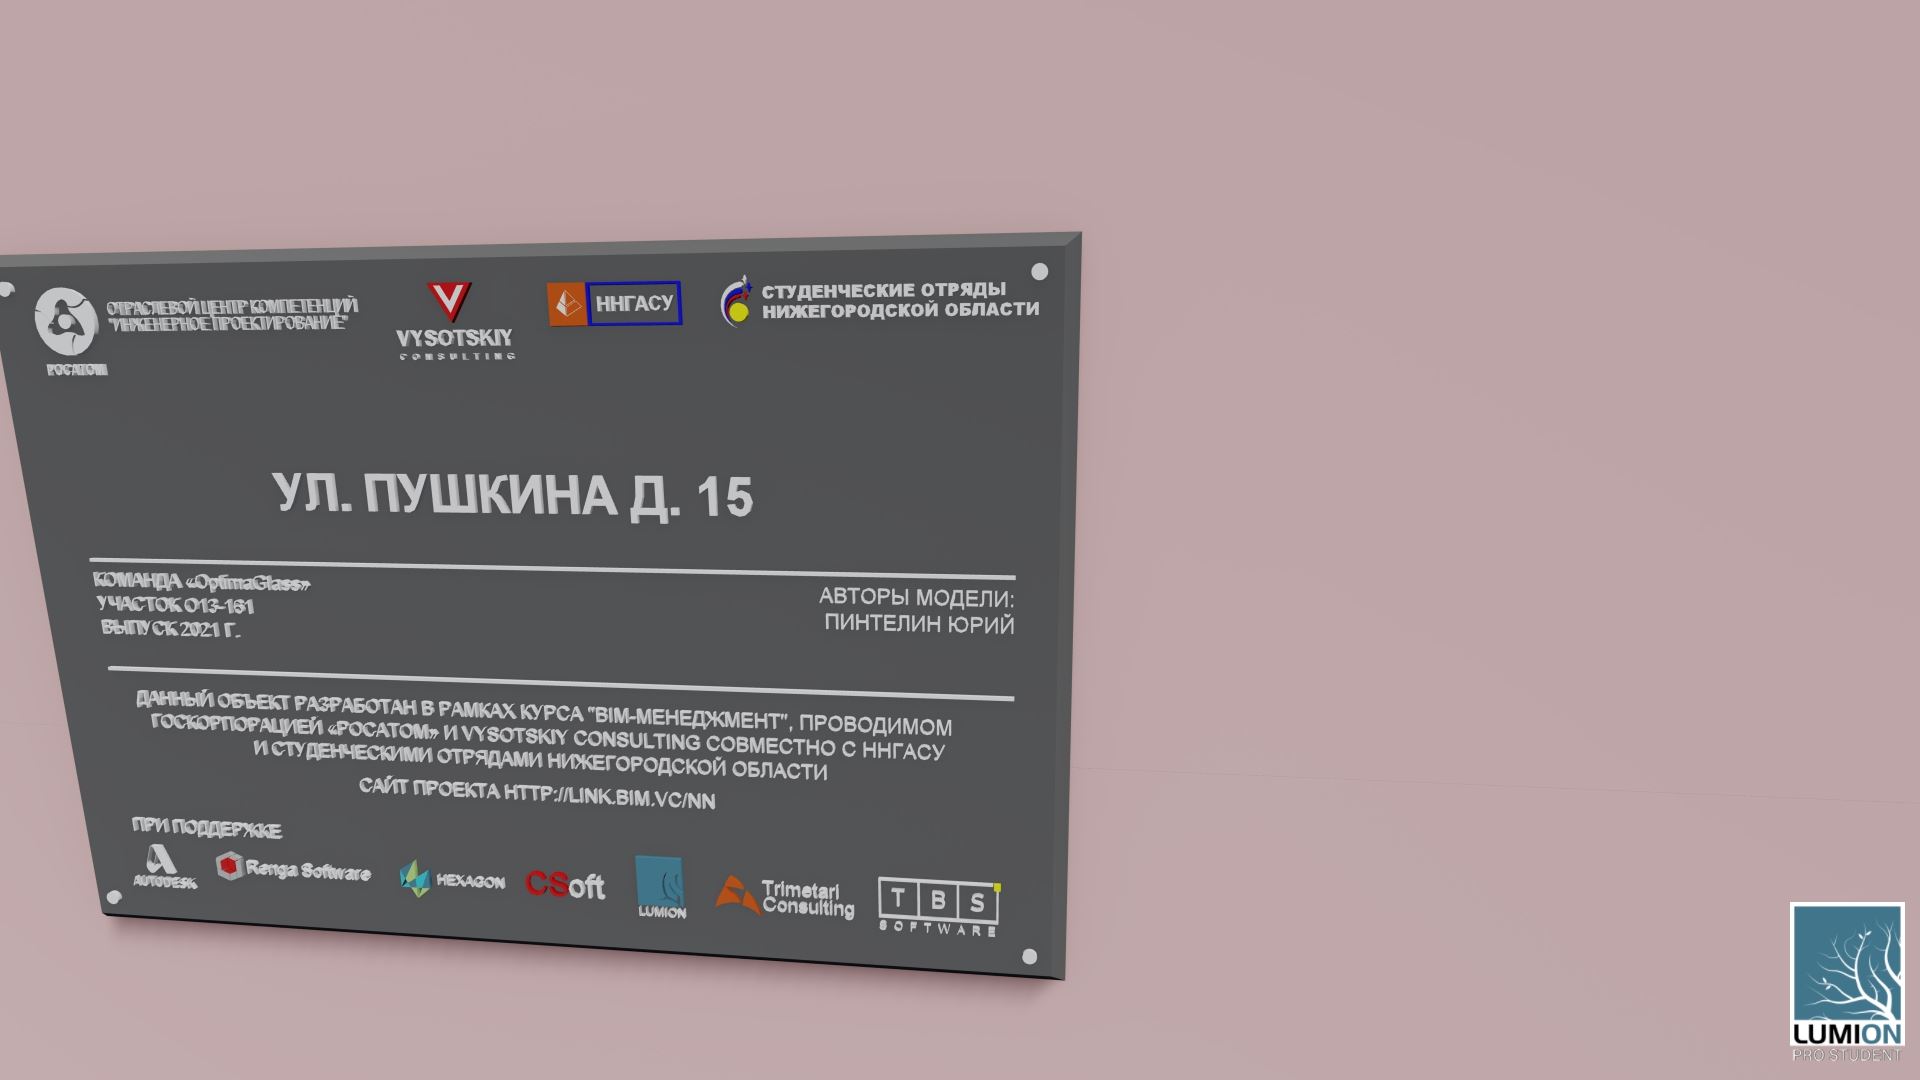 ОТРАСЛЕВОЙ ЦЕНТР КОМПЕТЕНЦИЙ
"ИНЖЕНЕРНОЕ ПРОЕКТИРОВАНИЕ"
РОСАТОМ
VYSOTSKIY
CONSULTING
ННГАСУ
СТУДЕНЧЕСКИЕ ОТРЯДЫ
НИЖЕГОРОДСКОЙ ОБЛАСТИ
УЛ. ПУШКИНА Д. 15
КОМАНДА «OptimaGlass»
УЧАСТОК О13-161
ВЫПУСК 2021 Г.
АВТОРЫ МОДЕЛИ:
ПИНТЕЛИН ЮРИЙ
ДАННЫЙ ОБЪЕКТ РАЗРАБОТАН В РАМКАХ КУРСА "BIM-МЕНЕДЖМЕНТ", ПРОВОДИМОМ
ГОСКОРПОРАЦИЕЙ «РОСАТОМ» И VYSOTSKIY CONSULTING СОВМЕСТНО С ННГАСУ
И СТУДЕНЧЕСКИМИ ОТРЯДАМИ НИЖЕГОРОДСКОЙ ОБЛАСТИ
САЙТ ПРОЕКТА HTTP://LINK.BIM.VC/NN
ПРИ ПОДДЕРЖКЕ
AUTODESK
Renga Software
HEXAGON
CSoft
LUMION
Trimetari
Consulting
TBS
SOFTWARE
LUMION
PRO STUDENT